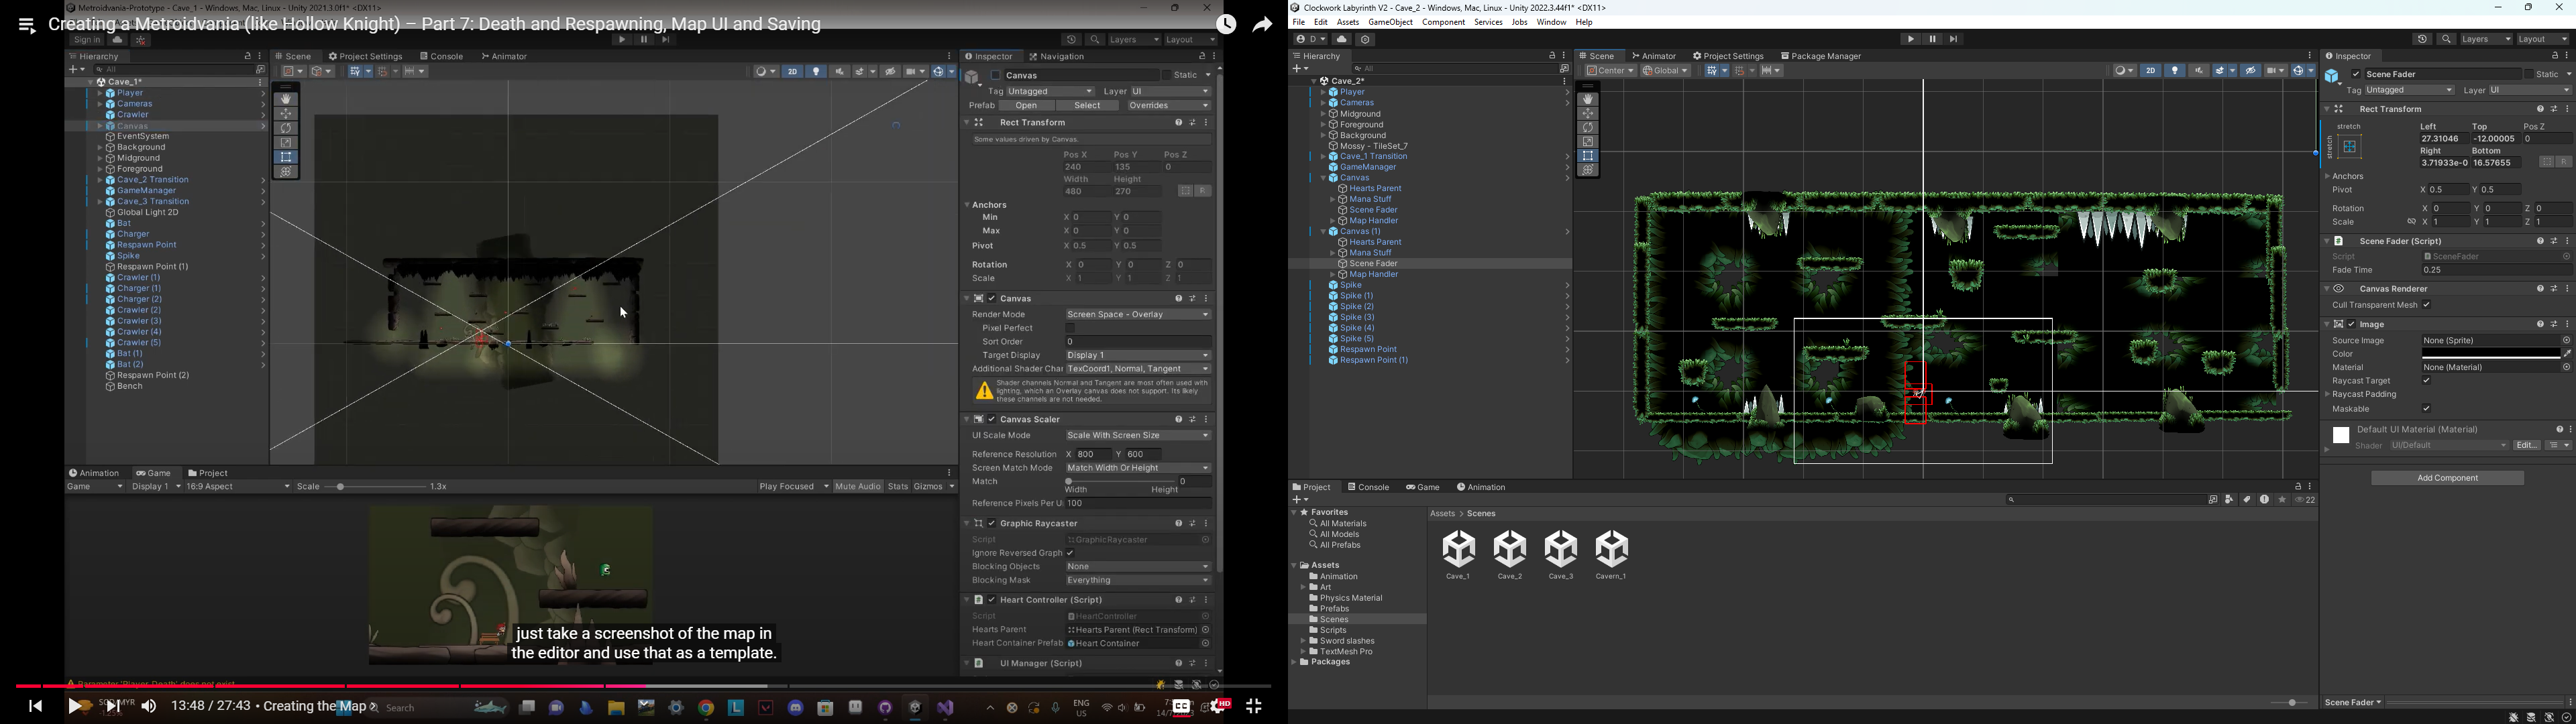 Metroidvania-Prototype - Cave_1 - Windows, Mac, Linux - Unity 2021.3.0f1* <DX11>
Creating a Metroidvania (like Hollow Knight) – Part 7: Death and Respawning, Map UI and Saving
Sign in
Layers
Layout
Hierarchy
Scene
Project Settings
Console
Animator
All
2D
Cave_1*
Player
Cameras
Crawler
Canvas
EventSystem
Background
Midground
Foreground
Cave_2 Transition
GameManager
Cave_3 Transition
Global Light 2D
Bat
Charger
Respawn Point
Spike
Respawn Point (1)
Crawler (1)
Charger (1)
Charger (2)
Crawler (2)
Crawler (3)
Crawler (4)
Crawler (5)
Bat (1)
Bat (2)
Respawn Point (2)
Bench
Inspector
Navigation
Canvas
Static
Tag Untagged
Layer UI
Prefab Open Select Overrides
Rect Transform
Some values driven by Canvas.
Pos X Pos Y Pos Z
240 135 0
Width Height
480 270
R
Anchors
Min X 0 Y 0
Max X 0 Y 0
Pivot X 0.5 Y 0.5
Rotation X 0 Y 0 Z 0
Scale X 1 Y 1 Z 1
Canvas
Render Mode Screen Space - Overlay
Pixel Perfect
Sort Order 0
Target Display Display 1
Additional Shader Char TexCoord1, Normal, Tangent
Shader channels Normal and Tangent are most often used with
lighting, which an Overlay canvas does not support. Its likely
these channels are not needed.
Canvas Scaler
UI Scale Mode Scale With Screen Size
Reference Resolution X 800 Y 600
Screen Match Mode Match Width Or Height
Match 0
Width Height
Reference Pixels Per U 100
Graphic Raycaster
Script GraphicRaycaster
Ignore Reversed Graph
Blocking Objects None
Blocking Mask Everything
Heart Controller (Script)
Script HeartController
Hearts Parent Hearts Parent (Rect Transform)
Heart Container Prefab Heart Container
UI Manager (Script)
Animation
Game
Project
Game Display 1 16:9 Aspect Scale 1.3x Play Focused Mute Audio Stats Gizmos
just take a screenshot of the map in
the editor and use that as a template.
Parameter 'Player_Death' does not exist.
13:48 / 27:43 • Creating the Map
Search
ENG
US
HD
Clockwork Labyrinth V2 - Cave_2 - Windows, Mac, Linux - Unity 2022.3.44f1* <DX11>
File Edit Assets GameObject Component Services Jobs Window Help
D
Layers
Layout
Hierarchy
Scene
Animator
Project Settings
Package Manager
All
Center
Global
2D
Cave_2*
Player
Cameras
Midground
Foreground
Background
Mossy - TileSet_7
Cave_1 Transition
GameManager
Canvas
Hearts Parent
Mana Stuff
Scene Fader
Map Handler
Canvas (1)
Hearts Parent
Mana Stuff
Scene Fader
Map Handler
Spike
Spike (1)
Spike (2)
Spike (3)
Spike (4)
Spike (5)
Respawn Point
Respawn Point (1)
Project
Console
Game
Animation
22
Favorites
All Materials
All Models
All Prefabs
Assets
Animation
Art
Physics Material
Prefabs
Scenes
Scripts
Sword slashes
TextMesh Pro
Packages
Assets > Scenes
Cave_1 Cave_2 Cave_3 Cavern_1
Inspector
Scene Fader
Static
Tag Untagged
Layer UI
Rect Transform
stretch
stretch
Left Top Pos Z
27.31046 -12.00005 0
Right Bottom
3.71933e-0 16.57655
R
Anchors
Pivot X 0.5 Y 0.5
Rotation X 0 Y 0 Z 0
Scale X 1 Y 1 Z 1
Scene Fader (Script)
Script SceneFader
Fade Time 0.25
Canvas Renderer
Cull Transparent Mesh
Image
Source Image None (Sprite)
Color
Material None (Material)
Raycast Target
Raycast Padding
Maskable
Default UI Material (Material)
Shader UI/Default Edit...
Add Component
Scene Fader